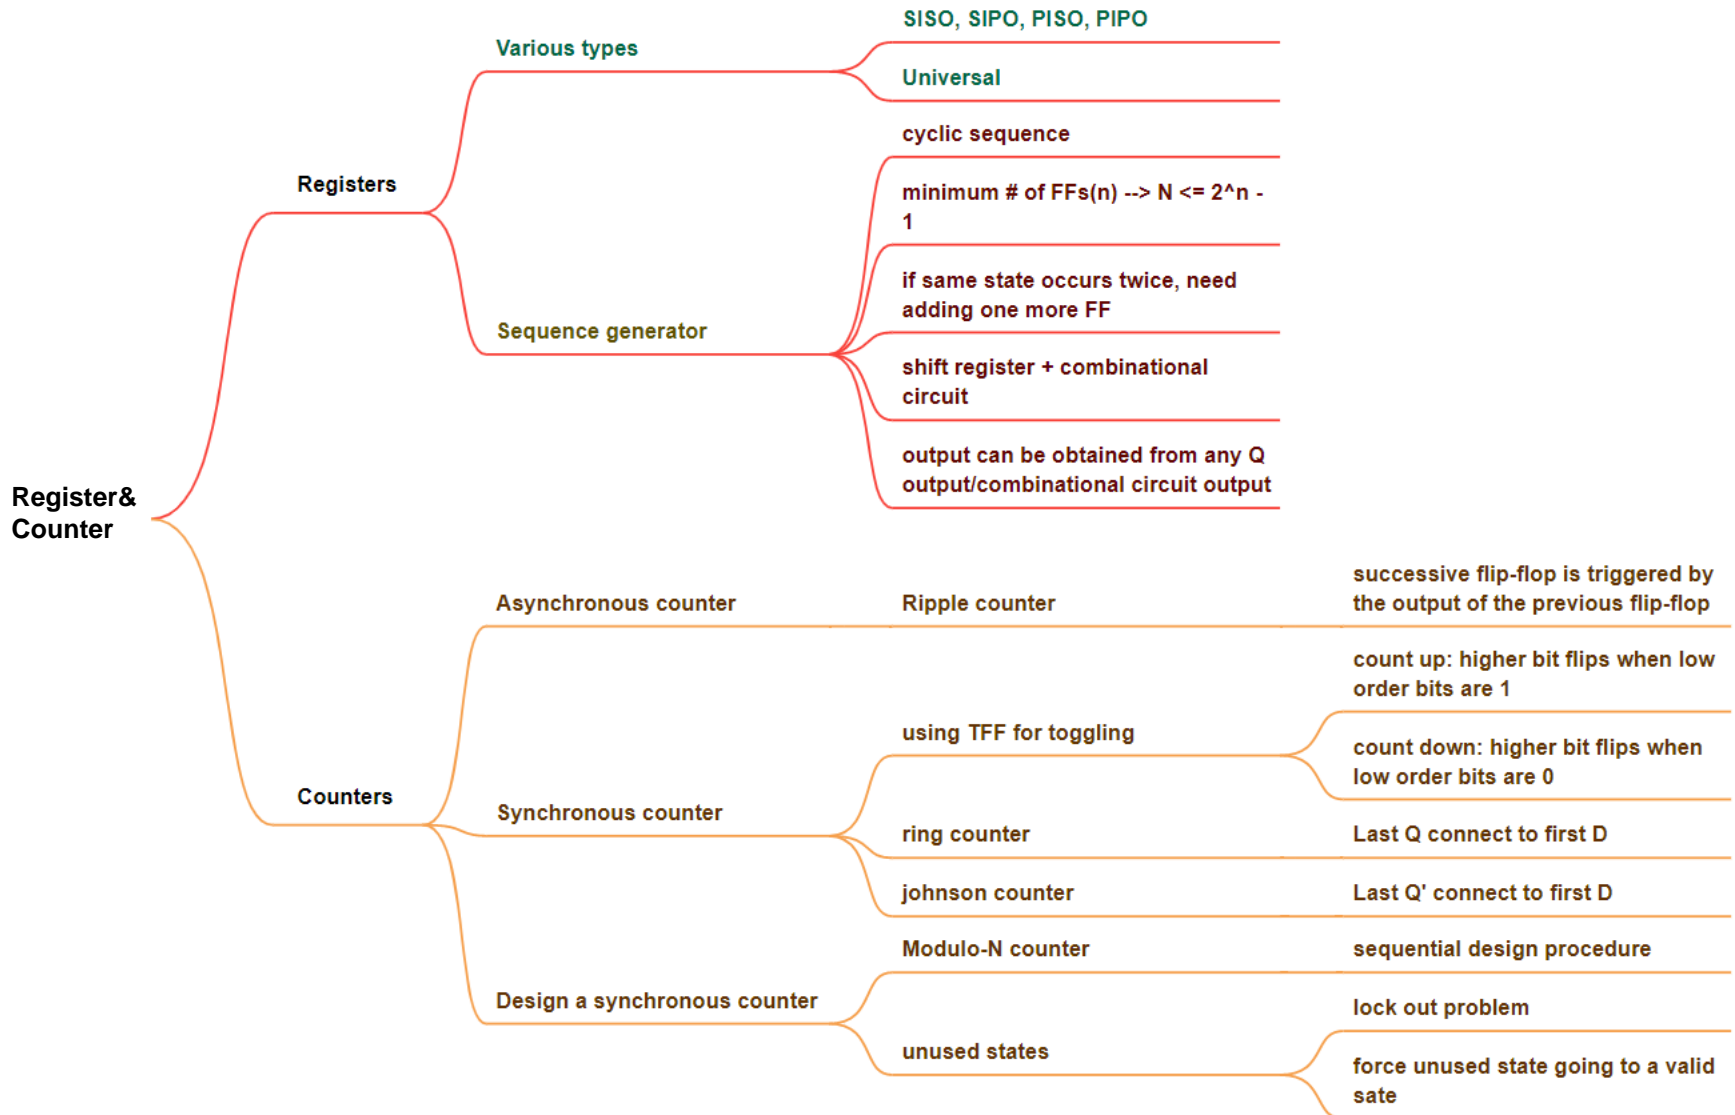 SISO, SIPO, PISO, PIPO
Various types
Universal
cyclic sequence
Registers
minimum # of FFs(n) --> N <= 2^n -
1
if same state occurs twice, need
adding one more FF
Sequence generator
shift register + combinational
circuit
output can be obtained from any Q
output/combinational circuit output
Register&
Counter
successive flip-flop is triggered by
the output of the previous flip-flop
Asynchronous counter
Ripple counter
count up: higher bit flips when low
order bits are 1
using TFF for toggling
count down: higher bit flips when
low order bits are 0
Counters
Synchronous counter
ring counter
Last Q connect to first D
johnson counter
Last Q' connect to first D
Modulo-N counter
sequential design procedure
Design a synchronous counter
lock out problem
unused states
force unused state going to a valid
sate